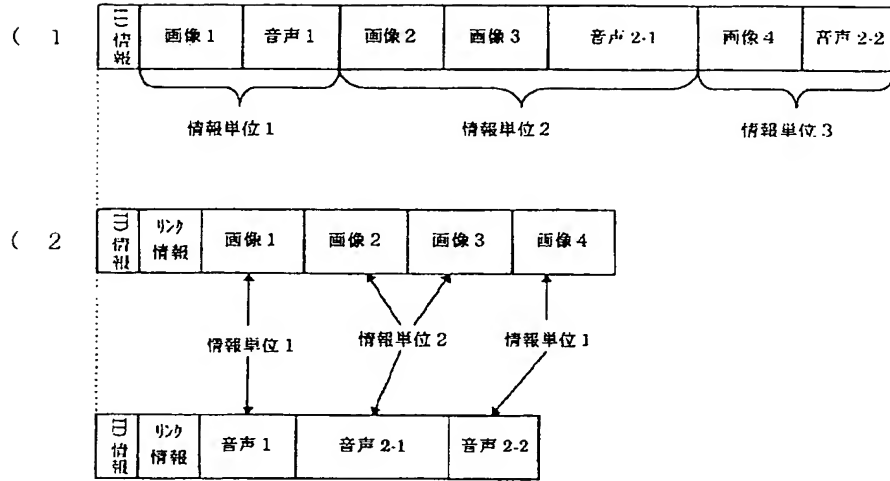 ( 1
ID情報 画像1 音声1 画像2 画像3 音声2-1 画像4 音声2-2
情報単位1 情報単位2 情報単位3
( 2
ID情報 リンク情報 画像1 画像2 画像3 画像4
情報単位1 情報単位2 情報単位1
ID情報 リンク情報 音声1 音声2-1 音声2-2